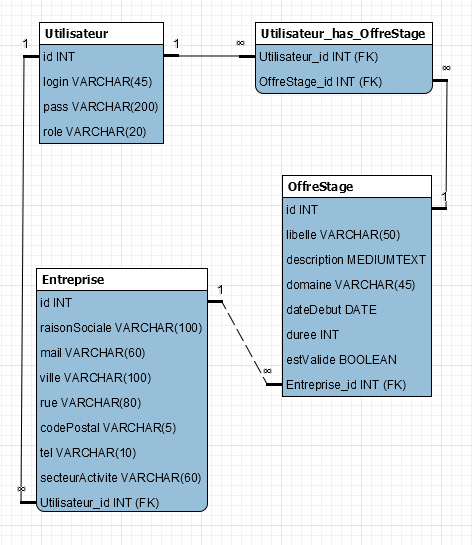 Utilisateur
id INT
login VARCHAR(45)
pass VARCHAR(200)
role VARCHAR(20)
1
1
∞
Utilisateur_has_OffreStage
Utilisateur_id INT (FK)
OffreStage_id INT (FK)
∞
1
OffreStage
id INT
libelle VARCHAR(50)
description MEDIUMTEXT
domaine VARCHAR(45)
dateDebut DATE
duree INT
estValide BOOLEAN
Entreprise_id INT (FK)
Entreprise
id INT
raisonSociale VARCHAR(100)
mail VARCHAR(60)
ville VARCHAR(100)
rue VARCHAR(80)
codePostal VARCHAR(5)
tel VARCHAR(10)
secteurActivite VARCHAR(60)
Utilisateur_id INT (FK)
1
∞
∞